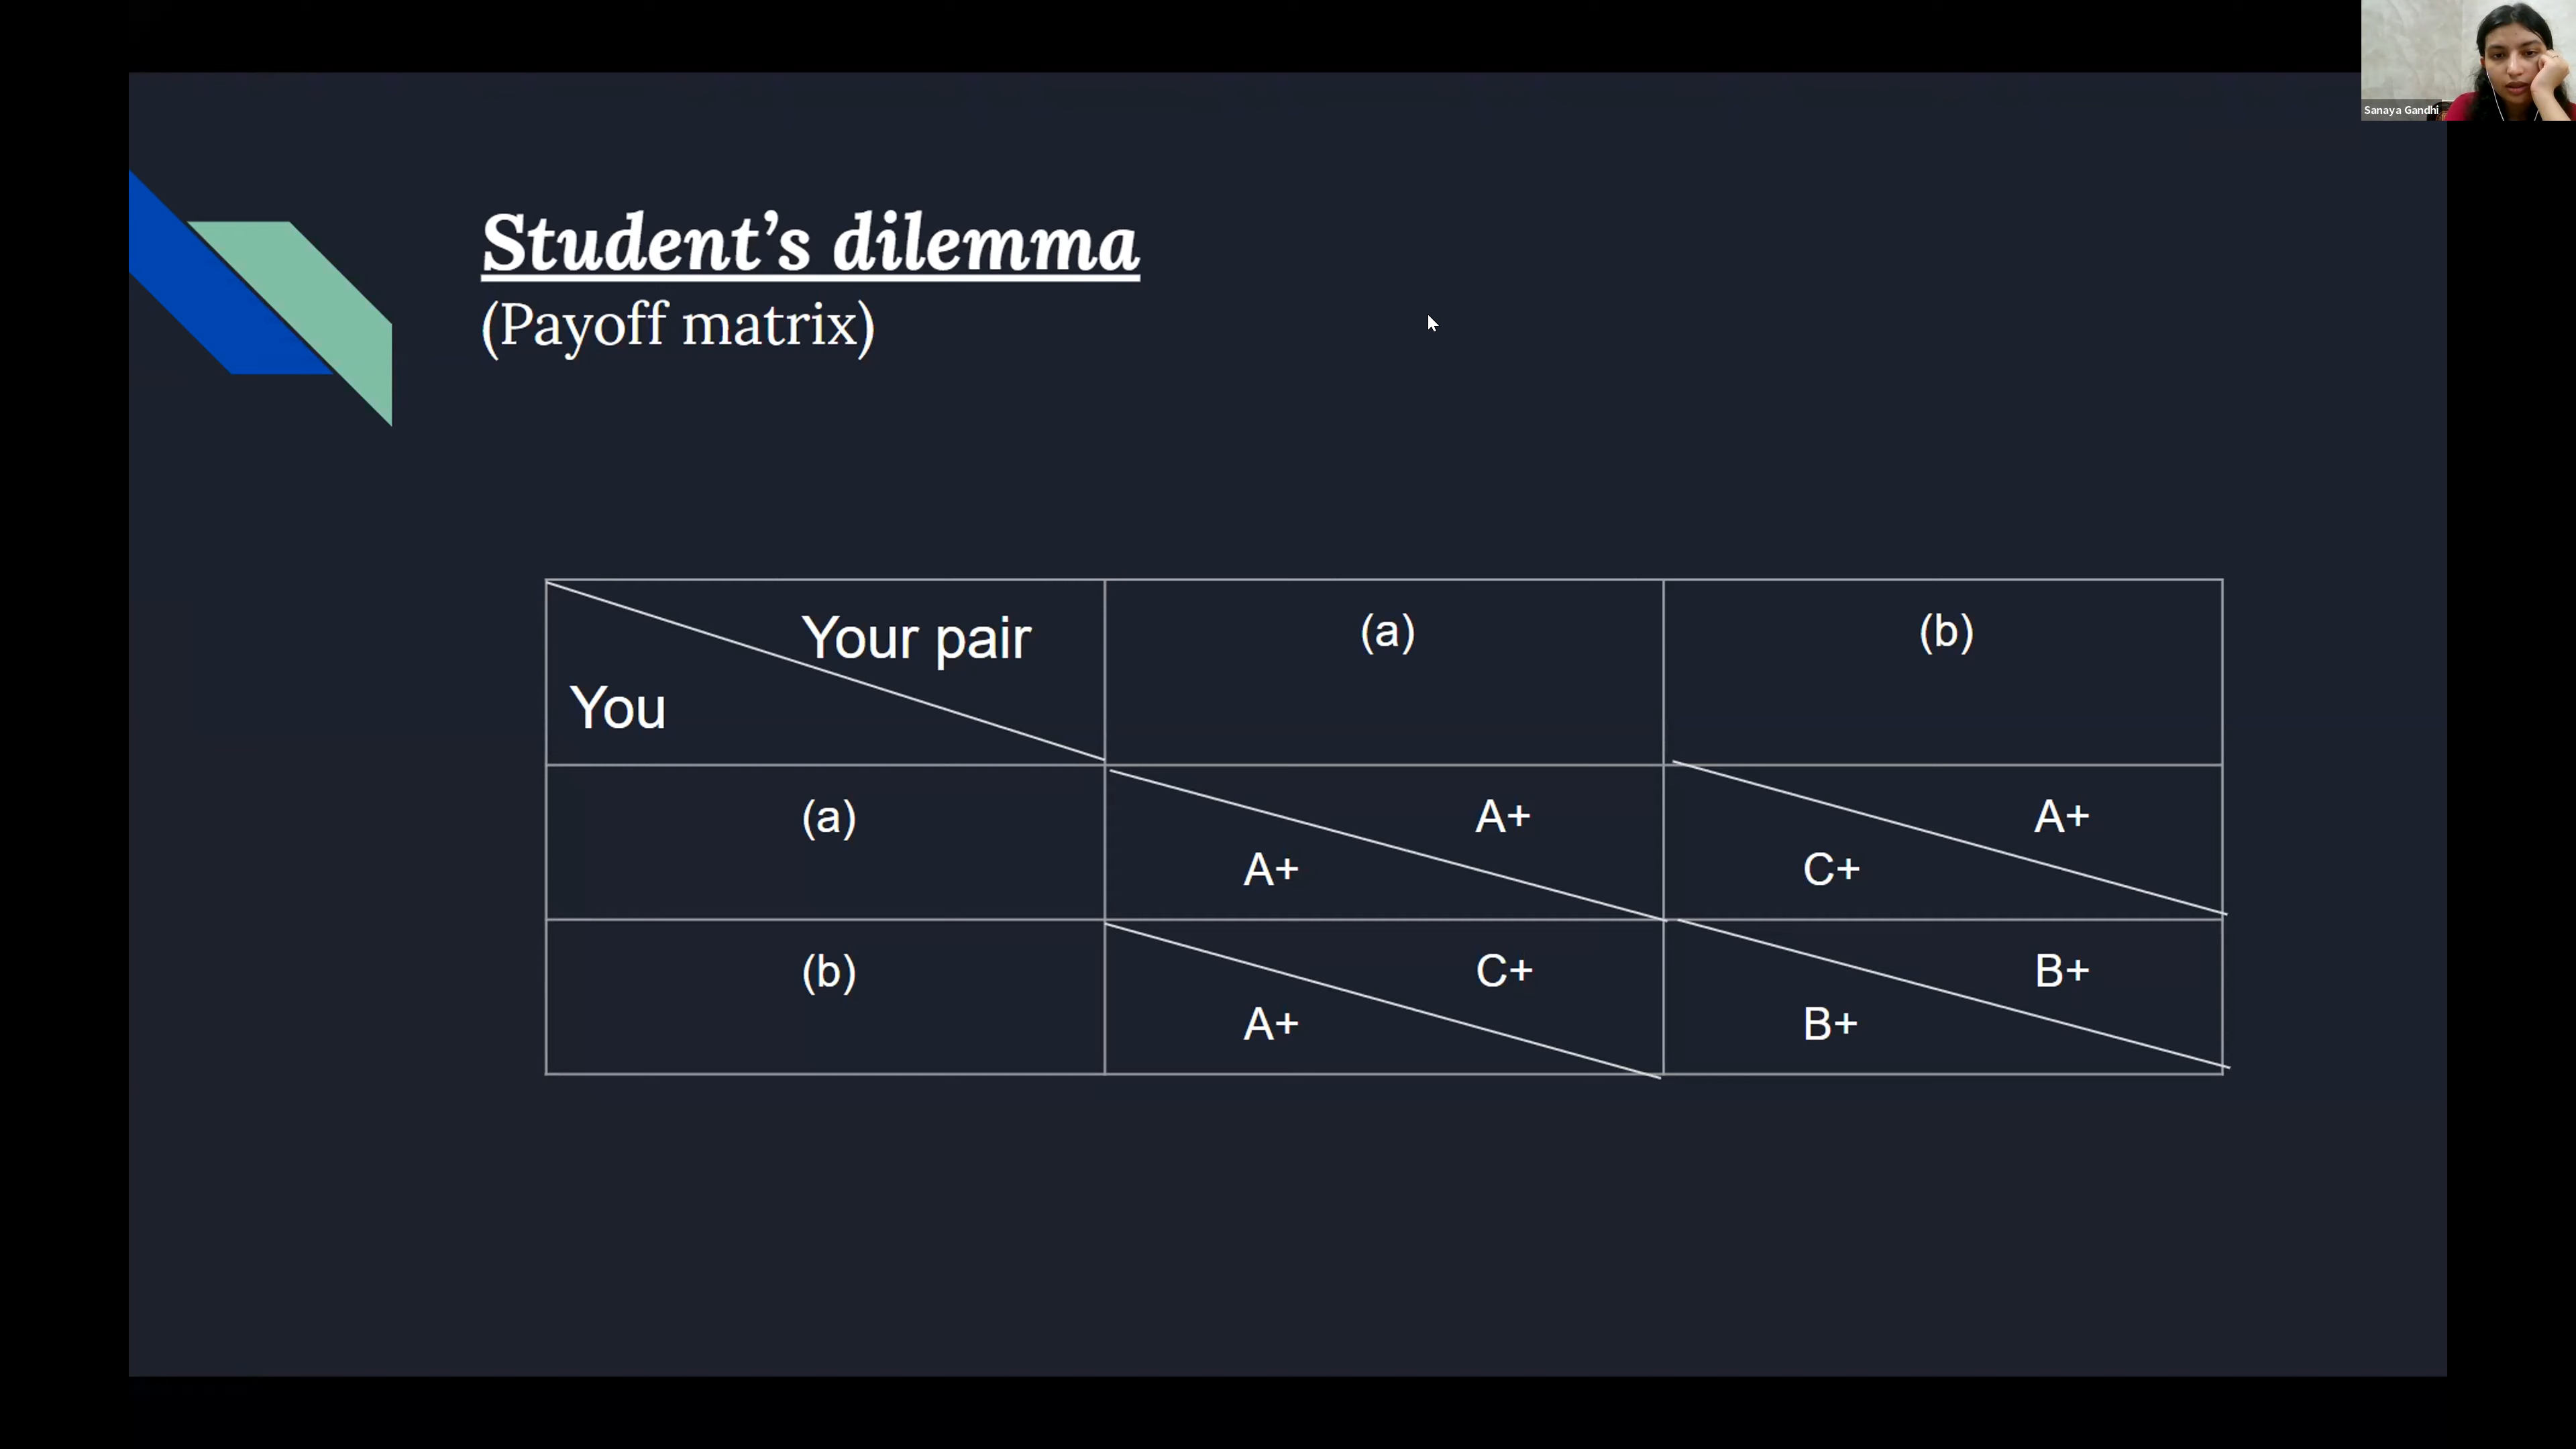 Sanaya Gandhi
Student’s dilemma
(Payoff matrix)
Your pair
You
(a)
(b)
(a)
A+
A+
A+
C+
(b)
C+
A+
B+
B+